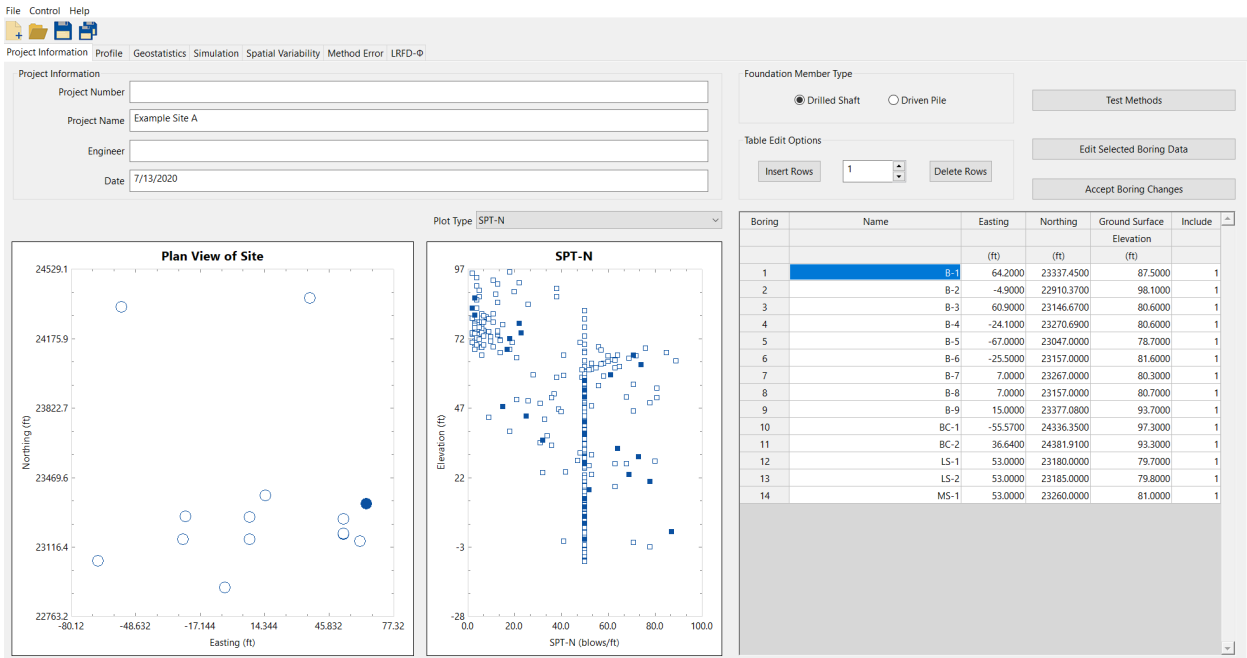 File Control Help
Project Information Profile Geostatistics Simulation Spatial Variability Method Error LRFD-Φ
Project Information
Project Number
Project Name Example Site A
Engineer
Date 7/13/2020
Foundation Member Type
Drilled Shaft Driven Pile
Table Edit Options
Insert Rows 1 Delete Rows
Test Methods
Edit Selected Boring Data
Accept Boring Changes
Plot Type SPT-N
Plan View of Site
24529.1
24175.9
23822.7
23469.6
23116.4
22763.2
Northing (ft)
-80.12 -48.632 -17.144 14.344 45.832 77.32
Easting (ft)
SPT-N
97
72
47
22
-3
-28
Elevation (ft)
0.0 20.0 40.0 60.0 80.0 100.0
SPT-N (blows/ft)
Boring Name Easting Northing Ground Surface Include
Elevation
(ft) (ft) (ft)
1 B-1 64.2000 23337.4500 87.5000 1
2 B-2 -4.9000 22910.3700 98.1000 1
3 B-3 60.9000 23146.6700 80.6000 1
4 B-4 -24.1000 23270.6900 80.6000 1
5 B-5 -67.0000 23047.0000 78.7000 1
6 B-6 -25.5000 23157.0000 81.6000 1
7 B-7 7.0000 23267.0000 80.3000 1
8 B-8 7.0000 23157.0000 80.7000 1
9 B-9 15.0000 23377.0800 93.7000 1
10 BC-1 -55.5700 24336.3500 97.3000 1
11 BC-2 36.6400 24381.9100 93.3000 1
12 LS-1 53.0000 23180.0000 79.7000 1
13 LS-2 53.0000 23185.0000 79.8000 1
14 MS-1 53.0000 23260.0000 81.0000 1